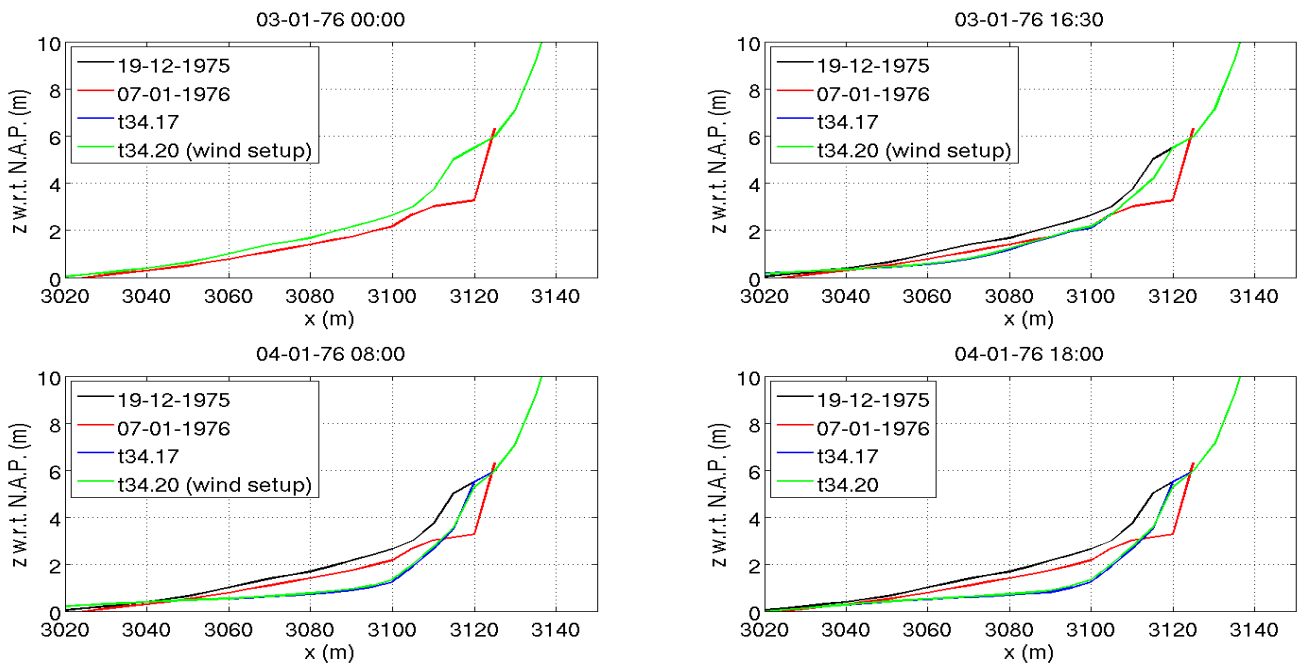 03-01-76 00:00
z w.r.t. N.A.P. (m)
10
8
6
4
2
0
19-12-1975
07-01-1976
t34.17
t34.20 (wind setup)
3020 3040 3060 3080 3100 3120 3140
x (m)
03-01-76 16:30
z w.r.t. N.A.P. (m)
10
8
6
4
2
0
19-12-1975
07-01-1976
t34.17
t34.20 (wind setup)
3020 3040 3060 3080 3100 3120 3140
x (m)
04-01-76 08:00
z w.r.t. N.A.P. (m)
10
8
6
4
2
0
19-12-1975
07-01-1976
t34.17
t34.20 (wind setup)
3020 3040 3060 3080 3100 3120 3140
x (m)
04-01-76 18:00
z w.r.t. N.A.P. (m)
10
8
6
4
2
0
19-12-1975
07-01-1976
t34.17
t34.20
3020 3040 3060 3080 3100 3120 3140
x (m)